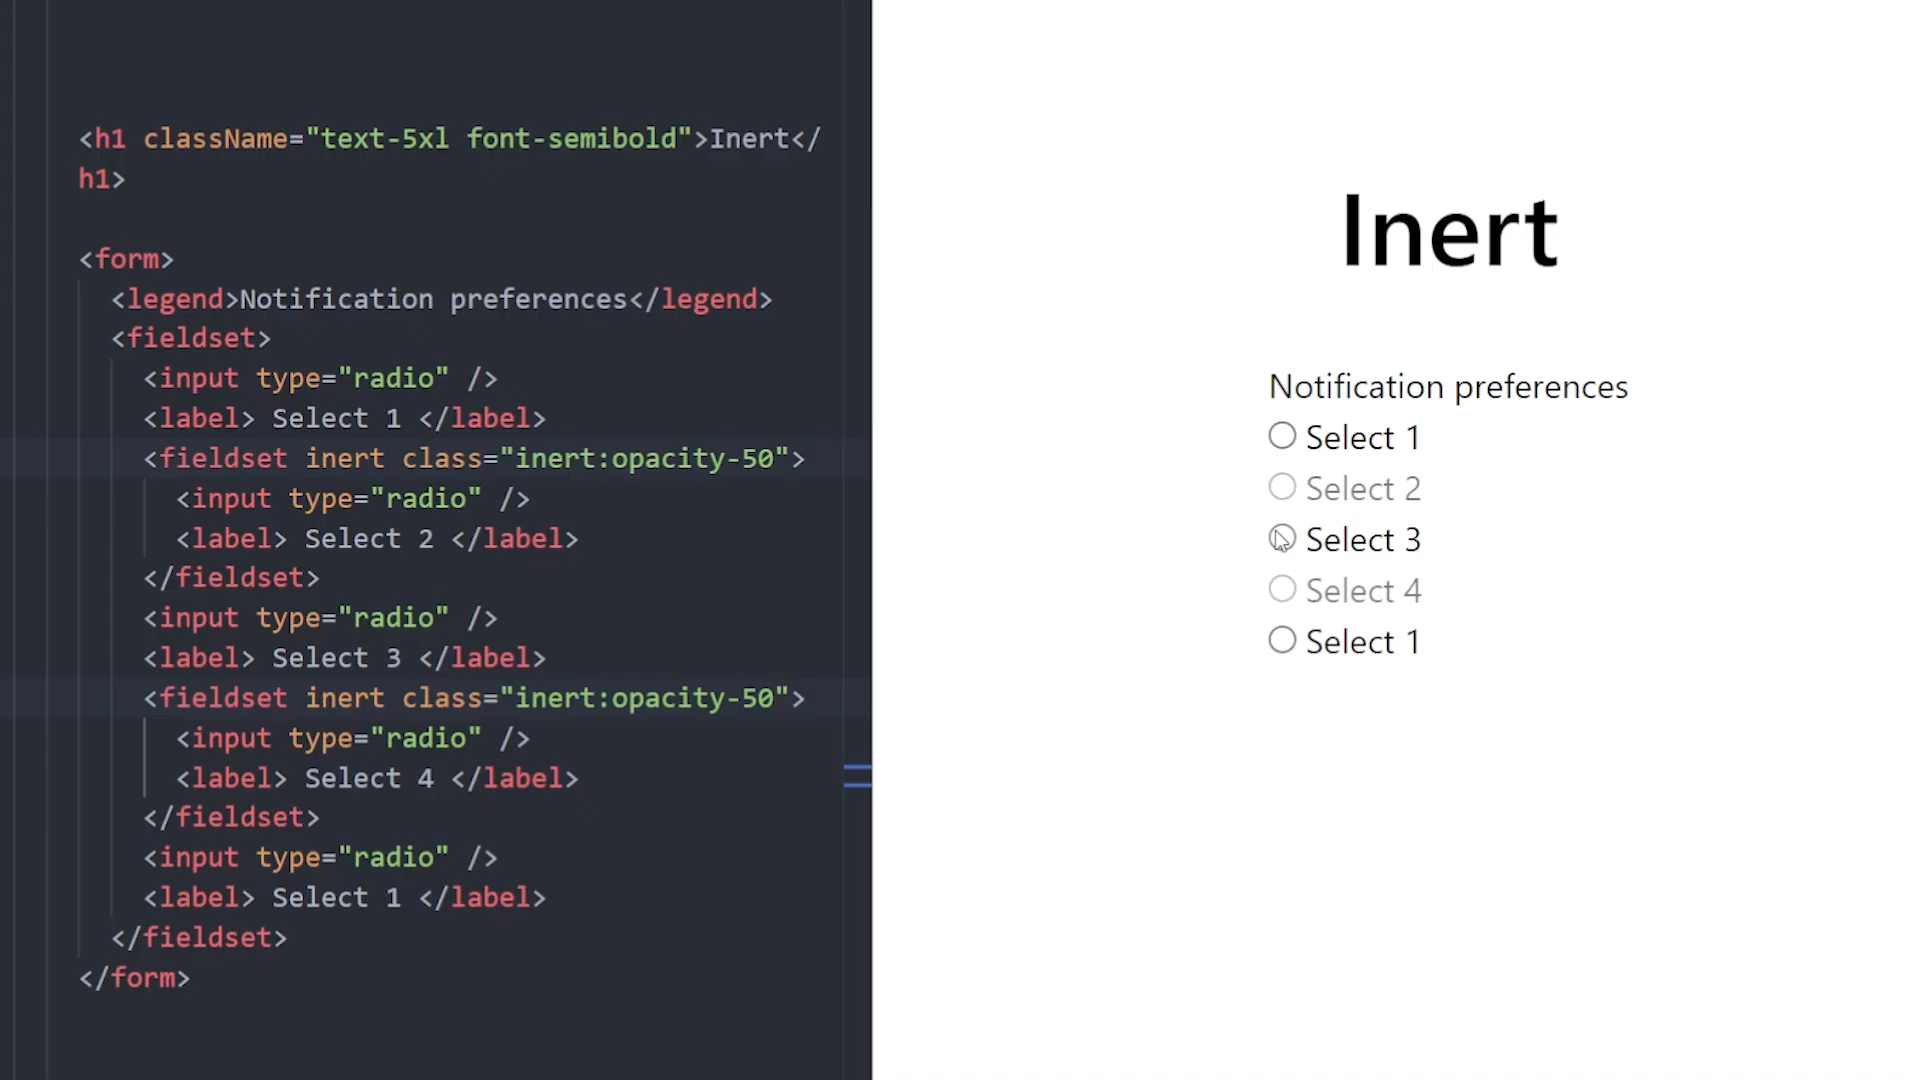 <h1 className="text-5xl font-semibold">Inert</
h1>
<form>
<legend>Notification preferences</legend>
<fieldset>
<input type="radio" />
<label> Select 1 </label>
<fieldset inert class="inert:opacity-50">
<input type="radio" />
<label> Select 2 </label>
</fieldset>
<input type="radio" />
<label> Select 3 </label>
<fieldset inert class="inert:opacity-50">
<input type="radio" />
<label> Select 4 </label>
</fieldset>
<input type="radio" />
<label> Select 1 </label>
</fieldset>
</form>
Inert
Notification preferences
Select 1
Select 2
Select 3
Select 4
Select 1